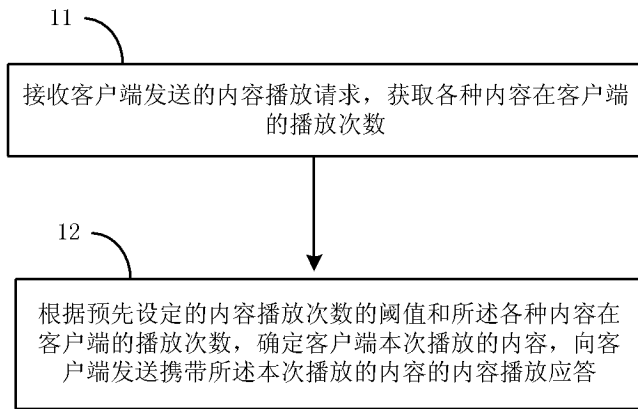 11
接收客户端发送的内容播放请求，获取各种内容在客户端
的播放次数
12
根据预先设定的内容播放次数的阈值和所述各种内容在
客户端的播放次数，确定客户端本次播放的内容，向客
户端发送携带所述本次播放的内容的内容播放应答